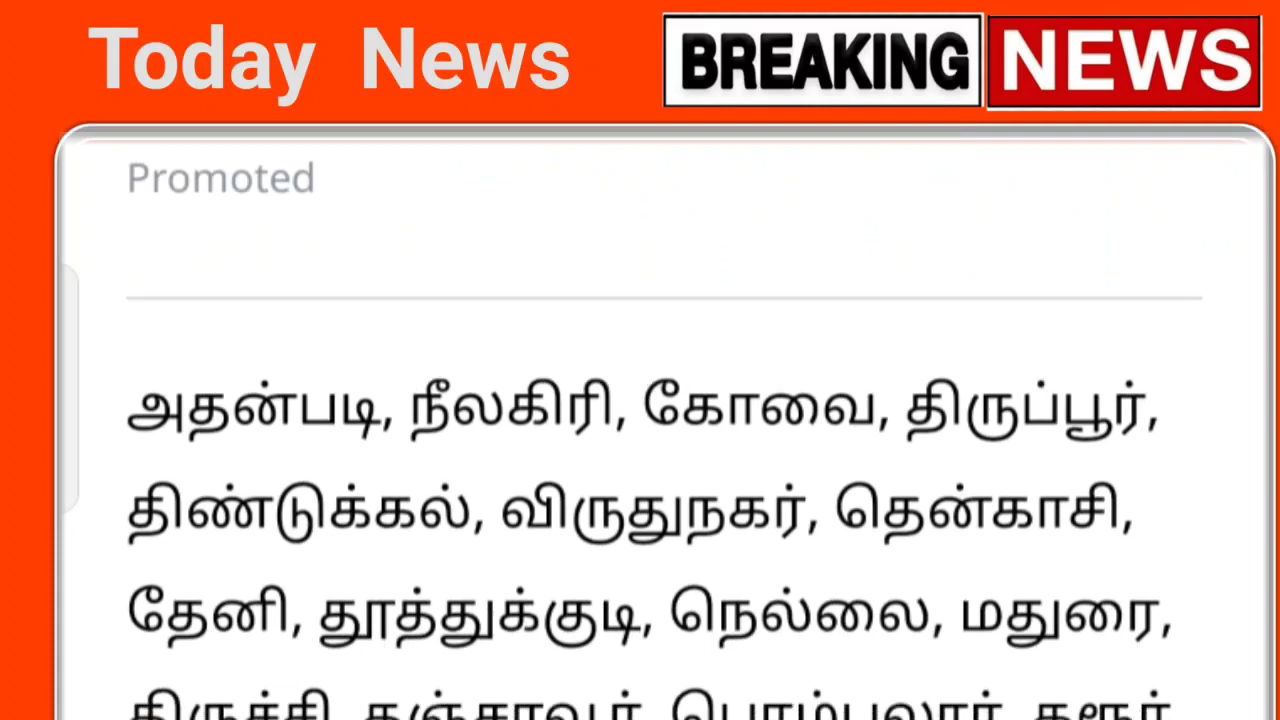 Today News
BREAKING NEWS
Promoted
அதன்படி, நீலகிரி, கோவை, திருப்பூர்,
திண்டுக்கல், விருதுநகர், தென்காசி,
தேனி, தூத்துக்குடி, நெல்லை, மதுரை,